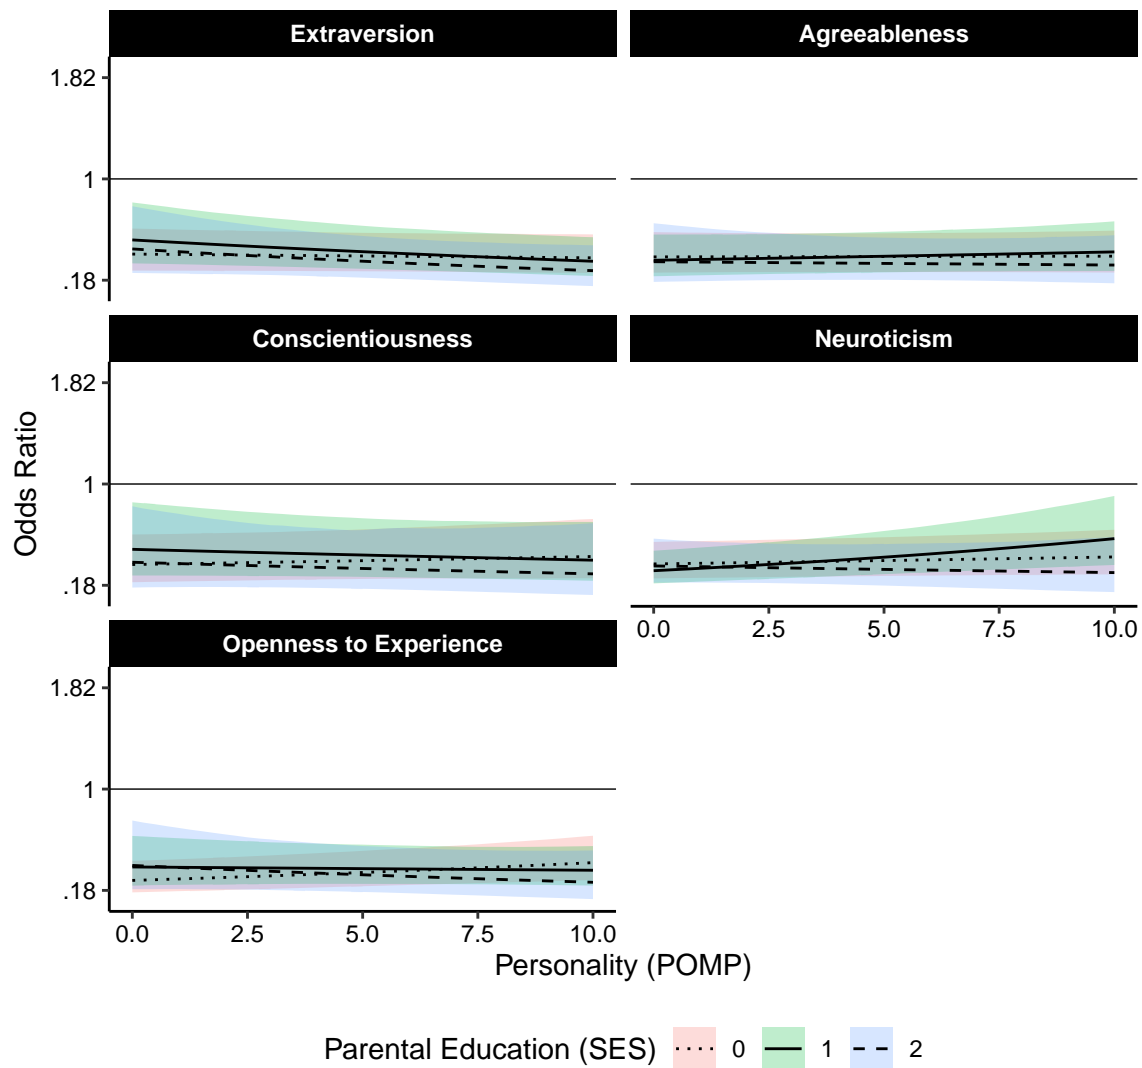 Extraversion
Agreeableness
1.82
1
.18
Conscientiousness
Neuroticism
1.82
1
.18
0.0 2.5 5.0 7.5 10.0
Openness to Experience
1.82
1
.18
0.0 2.5 5.0 7.5 10.0
Odds Ratio
Personality (POMP)
Parental Education (SES) 0 1 2